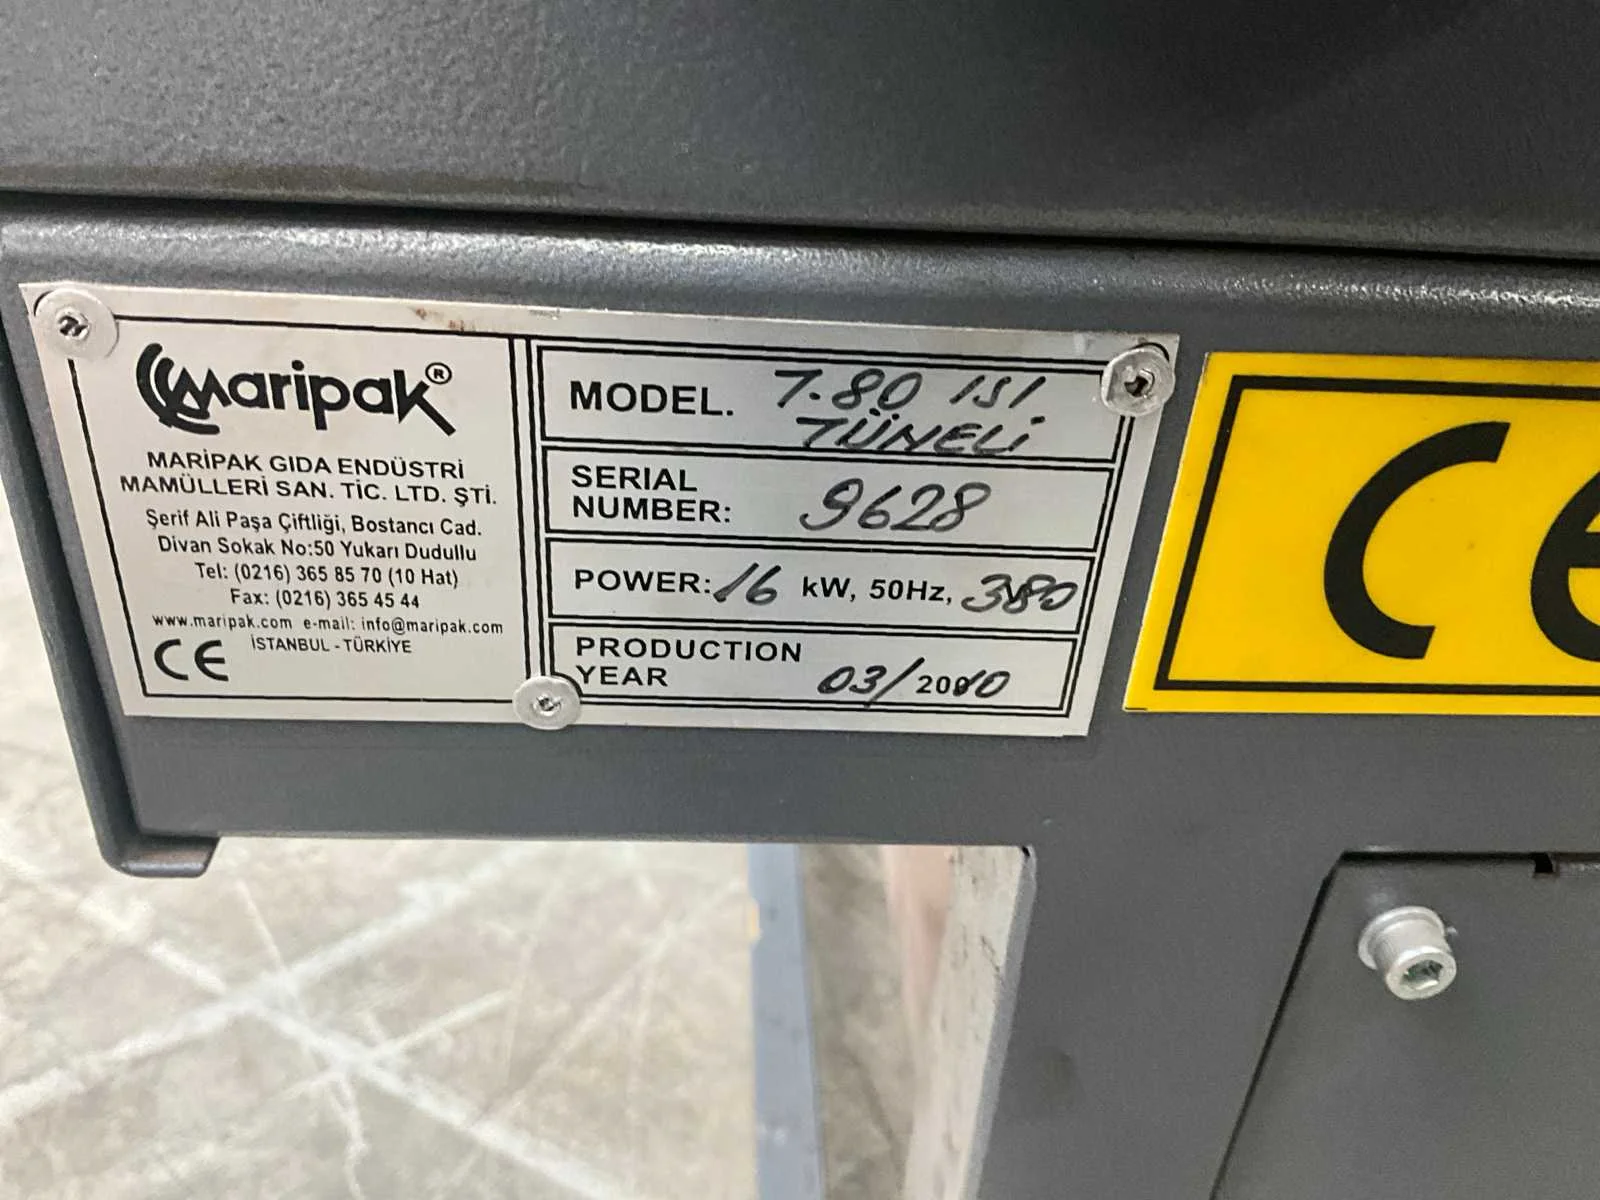 Maripak®
MARİPAK GIDA ENDÜSTRİ
MAMÜLLERİ SAN. TİC. LTD. ŞTİ.
Şerif Ali Paşa Çiftliği, Bostancı Cad.
Divan Sokak No:50 Yukarı Dudullu
Tel: (0216) 365 85 70 (10 Hat)
Fax: (0216) 365 45 44
www.maripak.com e-mail: info@maripak.com
İSTANBUL - TÜRKİYE
CE
MODEL. T.80 ISI
TÜNELİ
SERIAL
NUMBER: 9628
POWER: 16 kW, 50Hz, 380
PRODUCTION
YEAR 03/2010
CE